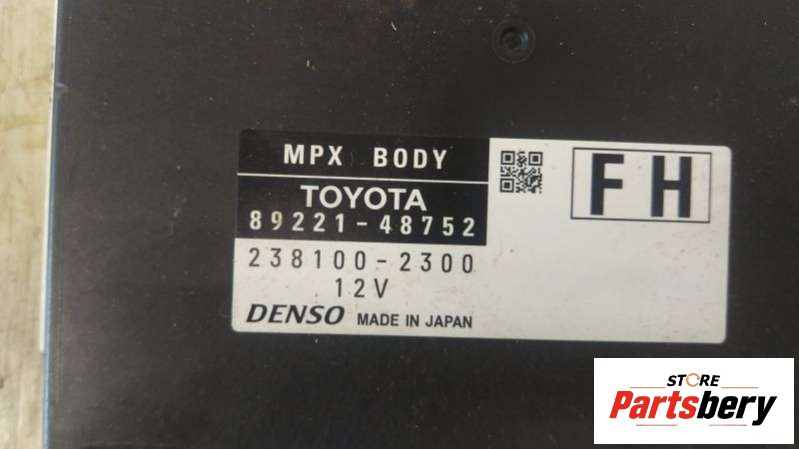 MPX BODY
TOYOTA
89221-48752
238100-2300
12V
DENSO MADE IN JAPAN
FH
STORE
Partsbery